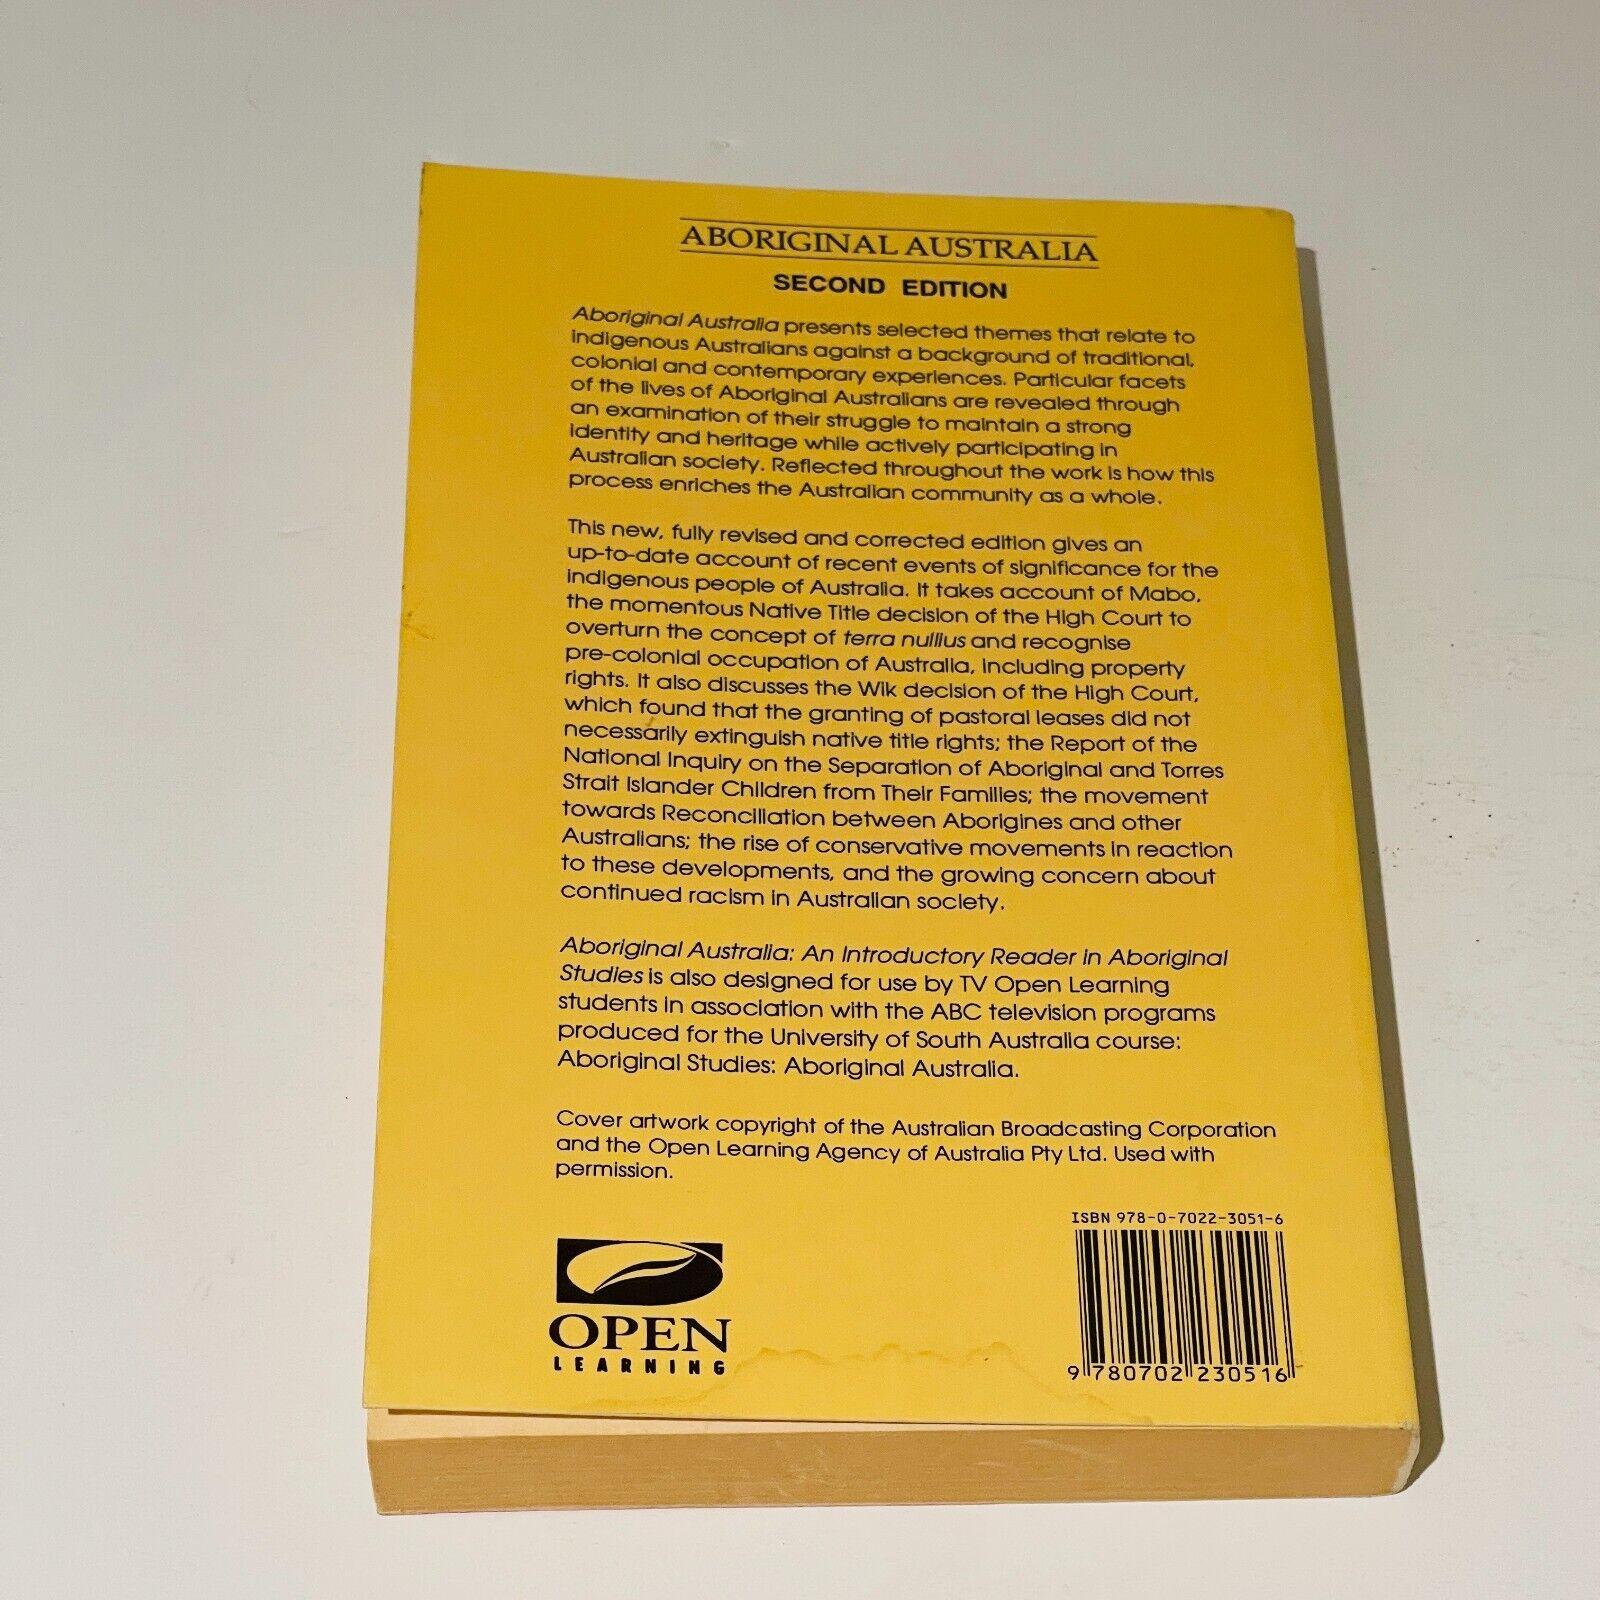 ABORIGINAL AUSTRALIA
SECOND EDITION
Aboriginal Australia presents selected themes that relate to
indigenous Australians against a background of traditional,
colonial and contemporary experiences. Particular facets
of the lives of Aboriginal Australians are revealed through
an examination of their struggle to maintain a strong
identity and heritage while actively participating in
Australian society. Reflected throughout the work is how this
process enriches the Australian community as a whole.
This new, fully revised and corrected edition gives an
up-to-date account of recent events of significance for the
indigenous people of Australia. It takes account of Mabo,
the momentous Native Title decision of the High Court to
overturn the concept of terra nullius and recognise
pre-colonial occupation of Australia, including property
rights. It also discusses the Wik decision of the High Court,
which found that the granting of pastoral leases did not
necessarily extinguish native title rights; the Report of the
National Inquiry on the Separation of Aboriginal and Torres
Strait Islander Children from Their Families; the movement
towards Reconciliation between Aborigines and other
Australians; the rise of conservative movements in reaction
to these developments, and the growing concern about
continued racism in Australian society.
Aboriginal Australia: An Introductory Reader in Aboriginal
Studies is also designed for use by TV Open Learning
students in association with the ABC television programs
produced for the University of South Australia course:
Aboriginal Studies: Aboriginal Australia.
Cover artwork copyright of the Australian Broadcasting Corporation
and the Open Learning Agency of Australia Pty Ltd. Used with
permission.
ISBN 978-0-7022-3051-6
9 780702 230516
OPEN
LEARNING